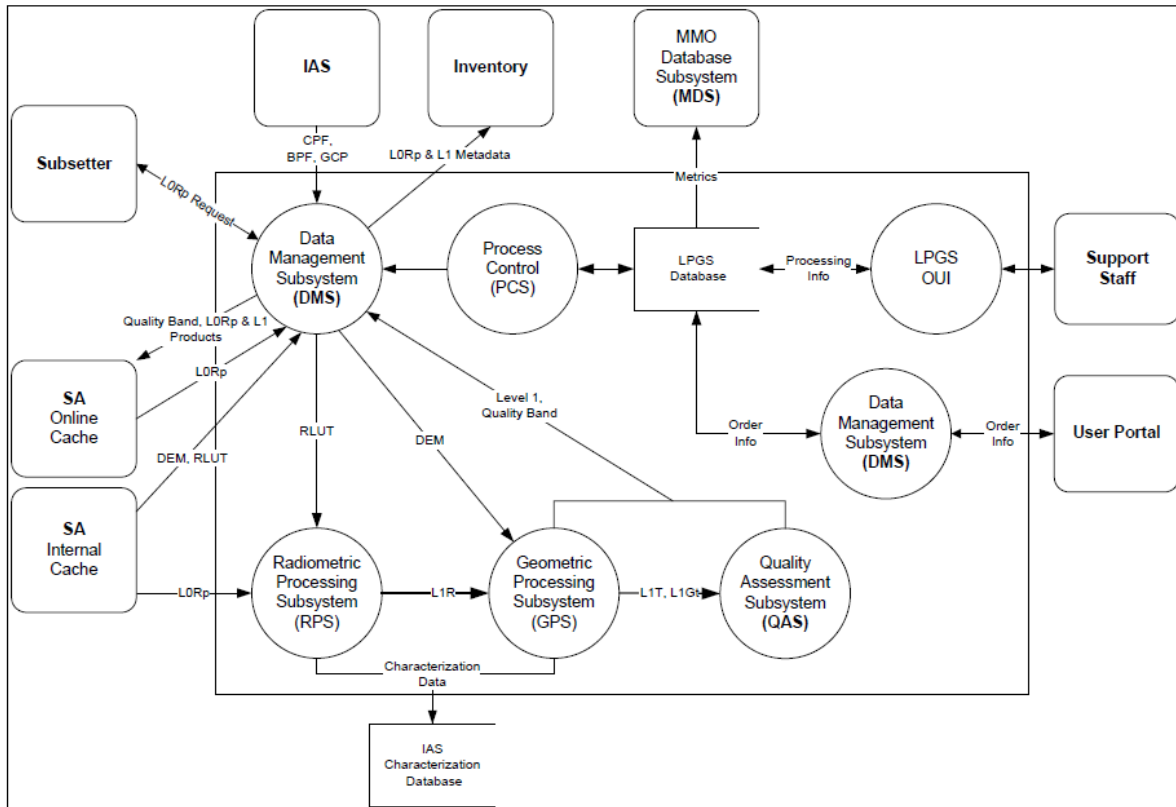 IAS
Inventory
MMO
Database
Subsystem
(MDS)
CPF,
BPF, GCP
L0Rp & L1 Metadata
Subsetter
L0Rp Request
Metrics
Data
Management
Subsystem
(DMS)
Process
Control
(PCS)
LPGS
Database
Processing
Info
LPGS
OUI
Support
Staff
Quality Band, L0Rp & L1
Products
SA
Online
Cache
L0Rp
Level 1,
Quality Band
RLUT
DEM
Order
Info
Data
Management
Subsystem
(DMS)
Order
Info
User Portal
DEM, RLUT
SA
Internal
Cache
L0Rp
Radiometric
Processing
Subsystem
(RPS)
L1R
Geometric
Processing
Subsystem
(GPS)
L1T, L1Gt
Quality
Assessment
Subsystem
(QAS)
Characterization
Data
IAS
Characterization
Database